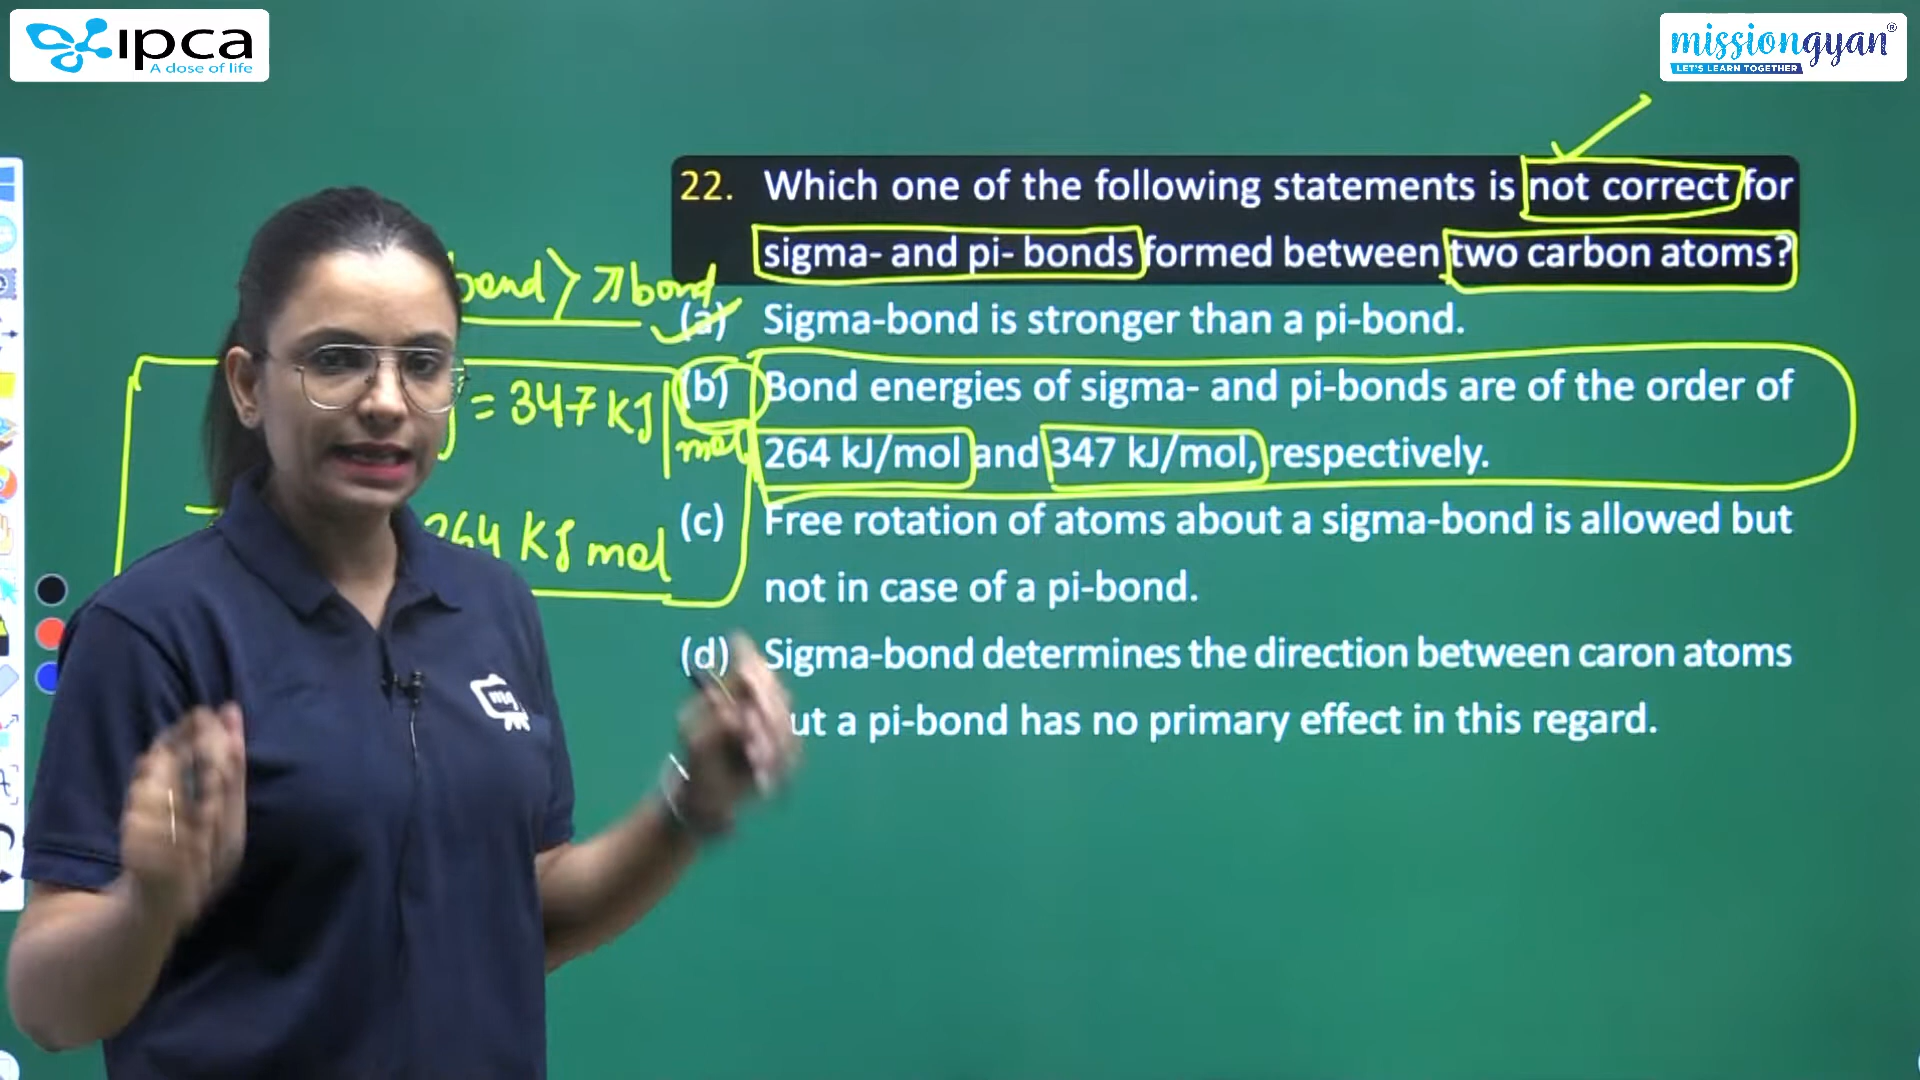 ipca
A dose of life
missiongyan®
LET'S LEARN TOGETHER
22. Which one of the following statements is not correct for
sigma- and pi- bonds formed between two carbon atoms?
bond > π bond
(a) Sigma-bond is stronger than a pi-bond.
= 347 KJ/mol
(b) Bond energies of sigma- and pi-bonds are of the order of
264 kJ/mol and 347 kJ/mol, respectively.
264 KJ mol
(c) Free rotation of atoms about a sigma-bond is allowed but
not in case of a pi-bond.
(d) Sigma-bond determines the direction between caron atoms
ut a pi-bond has no primary effect in this regard.
mg